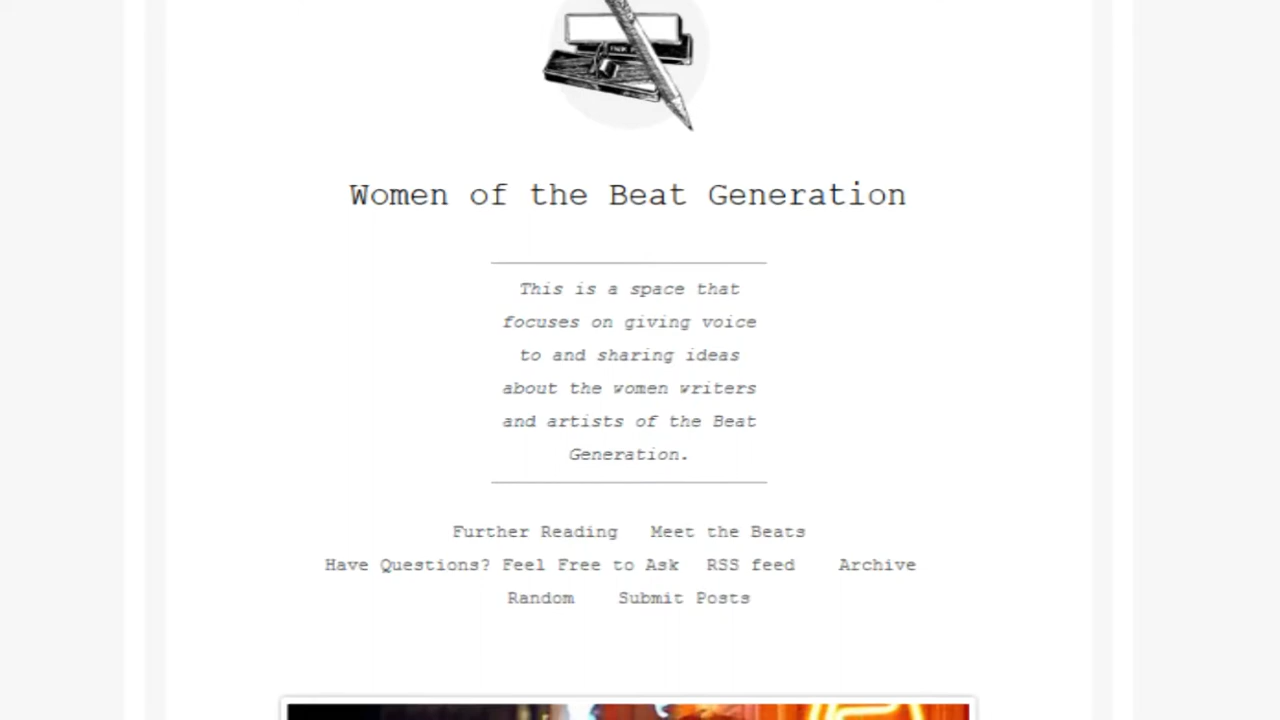 Women of the Beat Generation
This is a space that
focuses on giving voice
to and sharing ideas
about the women writers
and artists of the Beat
Generation.
Further Reading Meet the Beats
Have Questions? Feel Free to Ask RSS feed Archive
Random Submit Posts